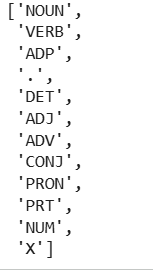 ['NOUN',
'VERB',
'ADP',
'.',
'DET',
'ADJ',
'ADV',
'CONJ',
'PRON',
'PRT',
'NUM',
'X']